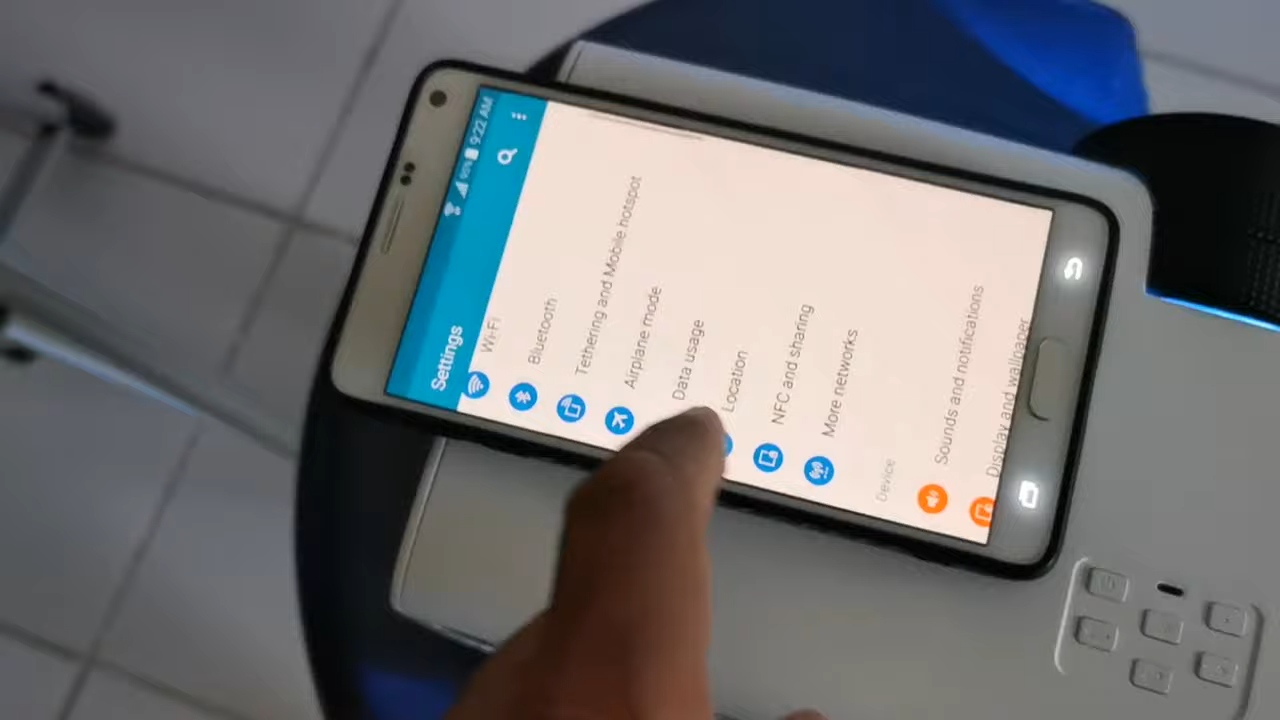 90% 9:22 AM
Settings
Wi-Fi
Bluetooth
Tethering and Mobile hotspot
Airplane mode
Data usage
Location
NFC and sharing
More networks
Device
Sounds and notifications
Display and wallpaper